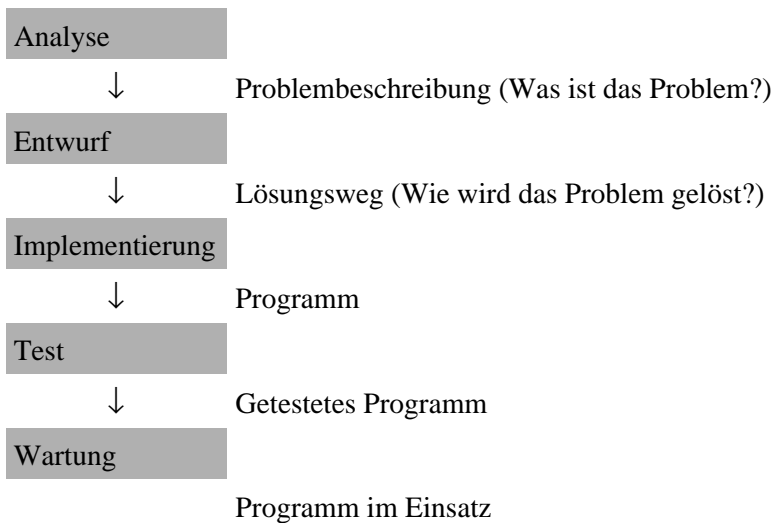 Analyse
↓ Problembeschreibung (Was ist das Problem?)
Entwurf
↓ Lösungsweg (Wie wird das Problem gelöst?)
Implementierung
↓ Programm
Test
↓ Getestetes Programm
Wartung
Programm im Einsatz